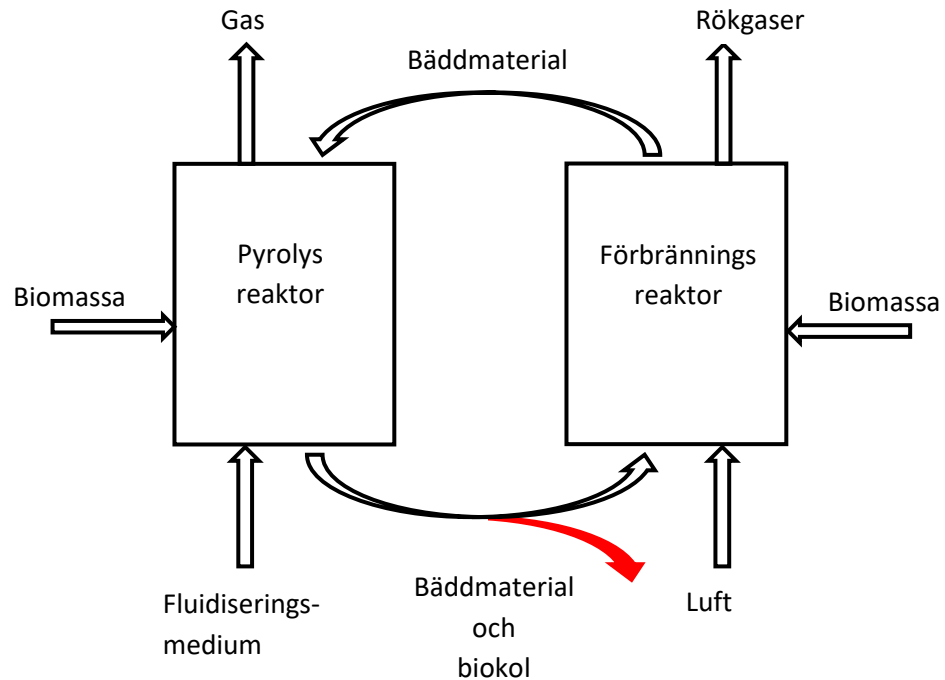 Gas
Rökgaser
Bäddmaterial
Pyrolys
reaktor
Förbrännings
reaktor
Biomassa
Biomassa
Fluidiserings-
medium
Bäddmaterial
och
biokol
Luft